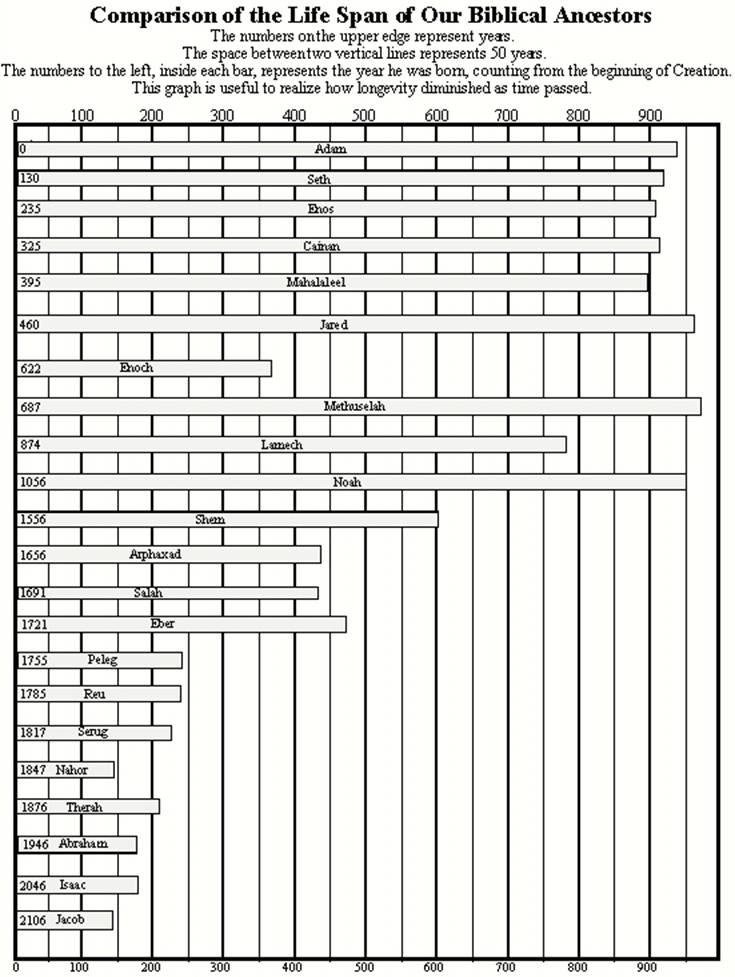 Comparison of the Life Span of Our Biblical Ancestors
The numbers on the upper edge represent years.
The space between two vertical lines represents 50 years.
The numbers to the left, inside each bar, represents the year he was born, counting from the beginning of Creation.
This graph is useful to realize how longevity diminished as time passed.
0 100 200 300 400 500 600 700 800 900
0 Adam
130 Seth
235 Enos
325 Cainan
395 Mahalaleel
460 Jared
622 Enoch
687 Methuselah
874 Lamech
1056 Noah
1556 Shem
1656 Arphaxad
1691 Salah
1721 Eber
1755 Peleg
1785 Reu
1817 Serug
1847 Nahor
1876 Therah
1946 Abraham
2046 Isaac
2106 Jacob
0 100 200 300 400 500 600 700 800 900